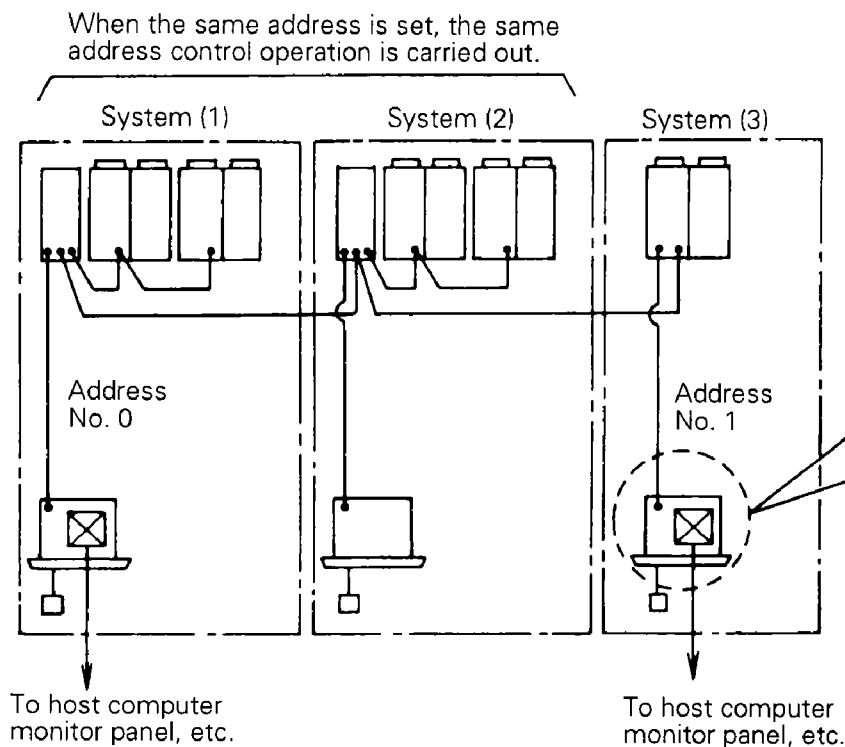 When the same address is set, the same
address control operation is carried out.
System (1)
System (2)
System (3)
Address
No. 0
Address
No. 1
To host computer
monitor panel, etc.
To host computer
monitor panel, etc.